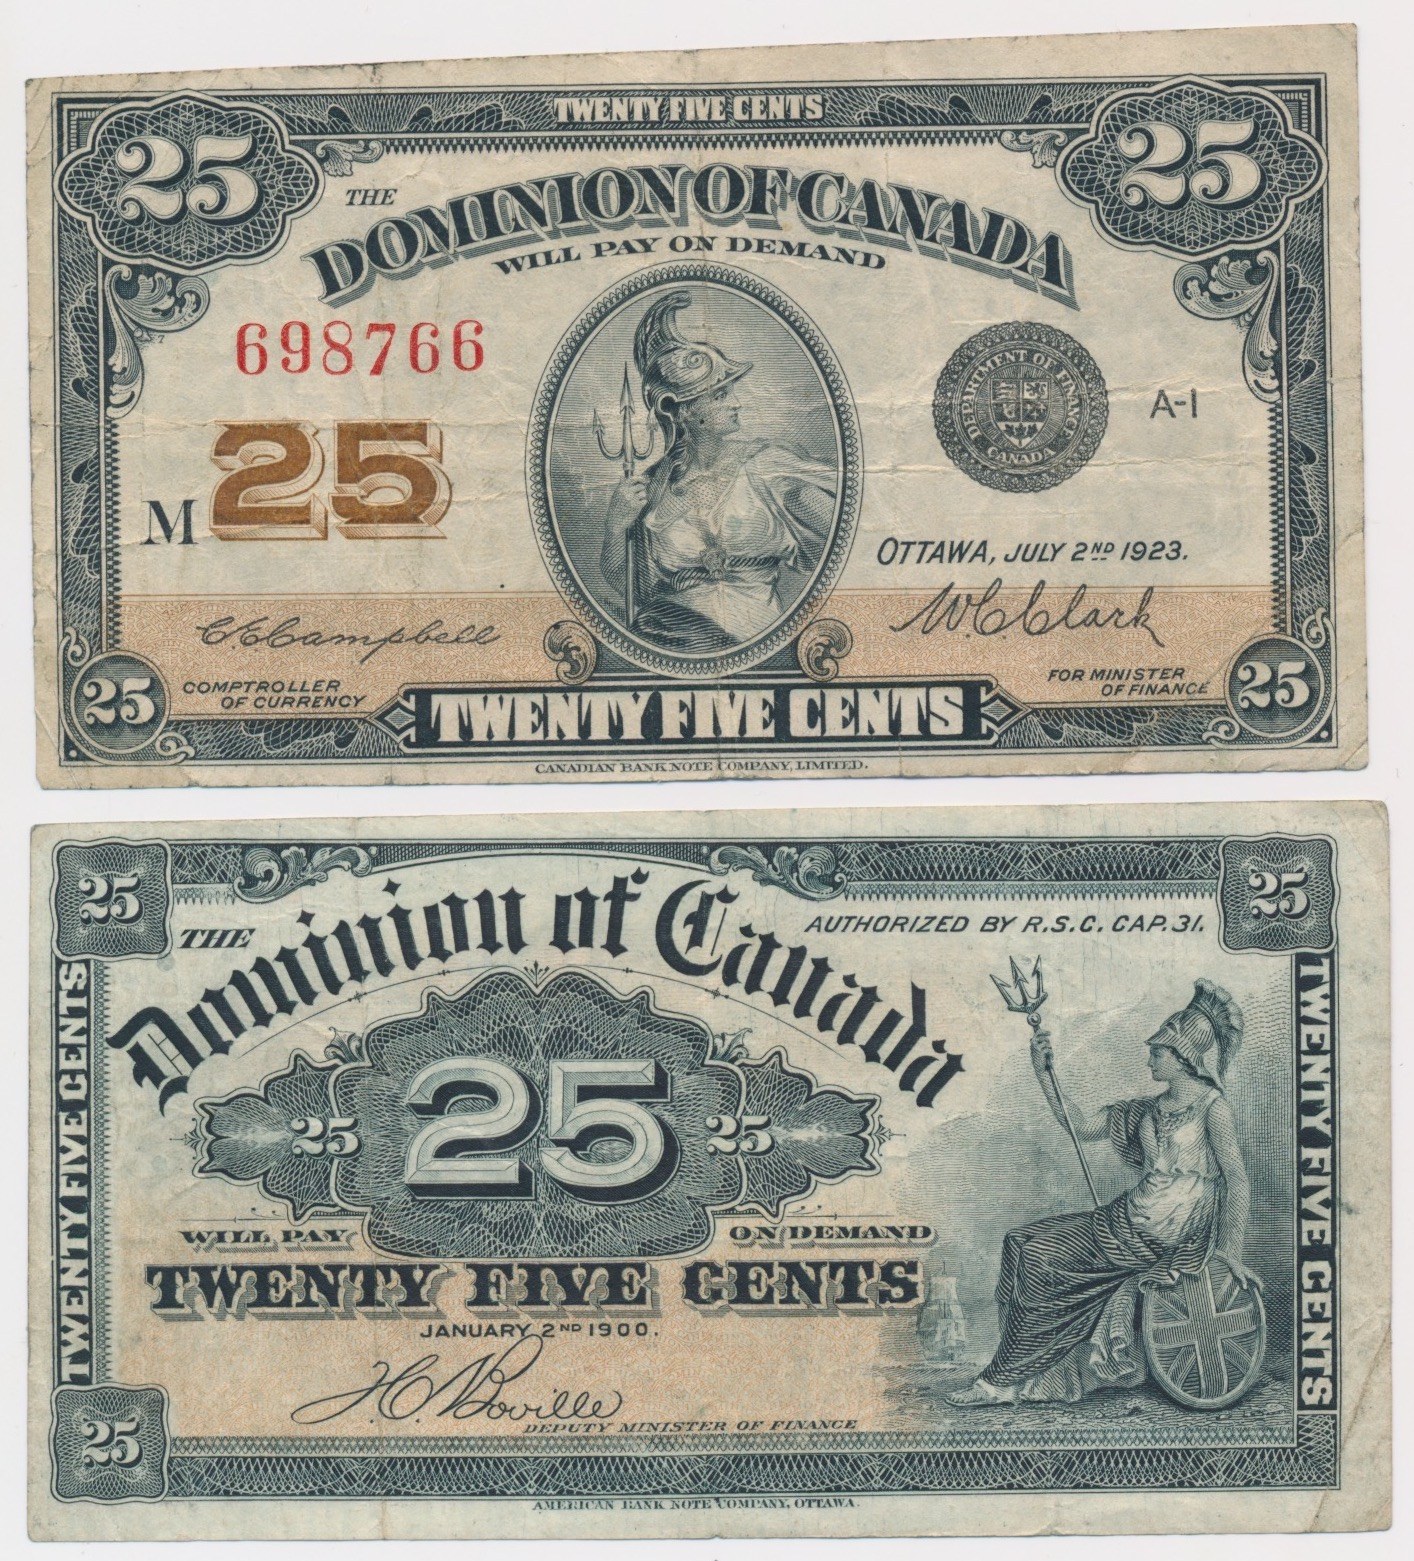 TWENTY FIVE CENTS
25
25
THE
DOMINION OF CANADA
WILL PAY ON DEMAND
698766
DEPARTMENT OF FINANCE
CANADA
A-1
M 25
OTTAWA, JULY 2ND 1923.
C.E. Campbell
W.C. Clark
COMPTROLLER
OF CURRENCY
FOR MINISTER
OF FINANCE
25
TWENTY FIVE CENTS
25
CANADIAN BANK NOTE COMPANY, LIMITED.
25
25
THE
Dominion of Canada
AUTHORIZED BY R.S.C. CAP. 31.
TWENTY FIVE CENTS
TWENTY FIVE CENTS
25
25
25
WILL PAY
ON DEMAND
TWENTY FIVE CENTS
JANUARY 2ND 1900.
25
DEPUTY MINISTER OF FINANCE
H.C. Boville
AMERICAN BANK NOTE COMPANY, OTTAWA.